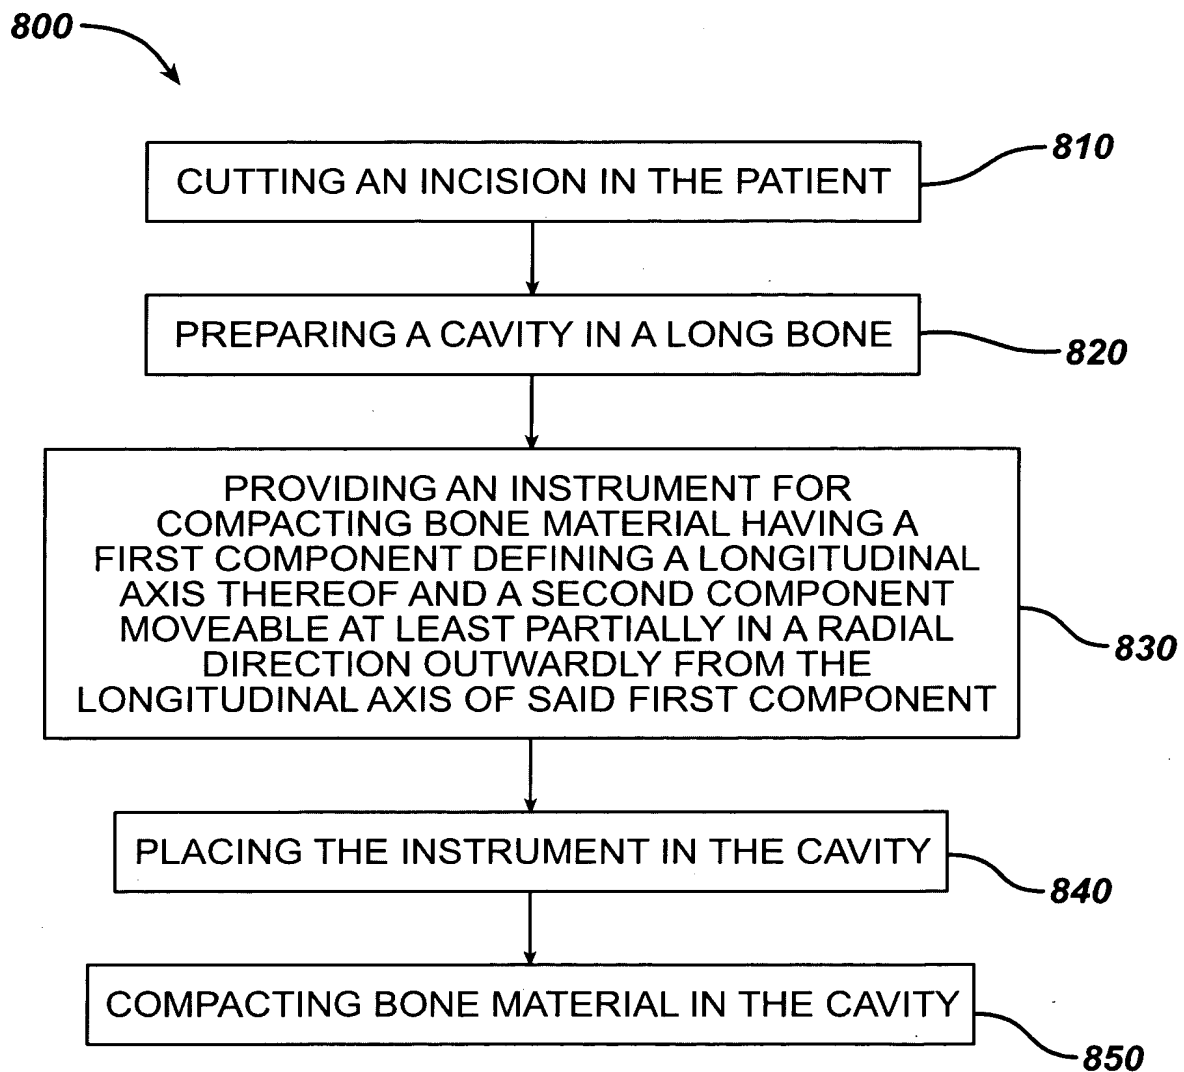 800
CUTTING AN INCISION IN THE PATIENT
810
PREPARING A CAVITY IN A LONG BONE
820
PROVIDING AN INSTRUMENT FOR
COMPACTING BONE MATERIAL HAVING A
FIRST COMPONENT DEFINING A LONGITUDINAL
AXIS THEREOF AND A SECOND COMPONENT
MOVEABLE AT LEAST PARTIALLY IN A RADIAL
DIRECTION OUTWARDLY FROM THE
LONGITUDINAL AXIS OF SAID FIRST COMPONENT
830
PLACING THE INSTRUMENT IN THE CAVITY
840
COMPACTING BONE MATERIAL IN THE CAVITY
850